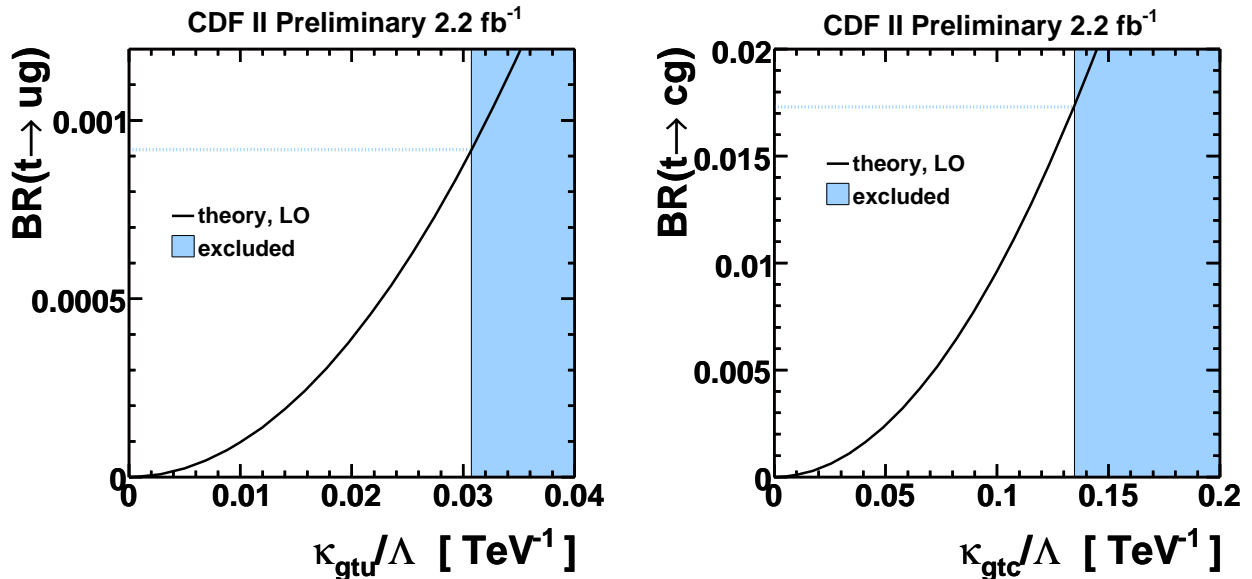 CDF II Preliminary 2.2 fb⁻¹
BR(t→ ug)
0.001
0.0005
0
theory, LO
excluded
0 0.01 0.02 0.03 0.04
κgtu/Λ [ TeV⁻¹ ]
CDF II Preliminary 2.2 fb⁻¹
BR(t→ cg)
0.02
0.015
0.01
0.005
0
theory, LO
excluded
0 0.05 0.1 0.15 0.2
κgtc/Λ [ TeV⁻¹ ]